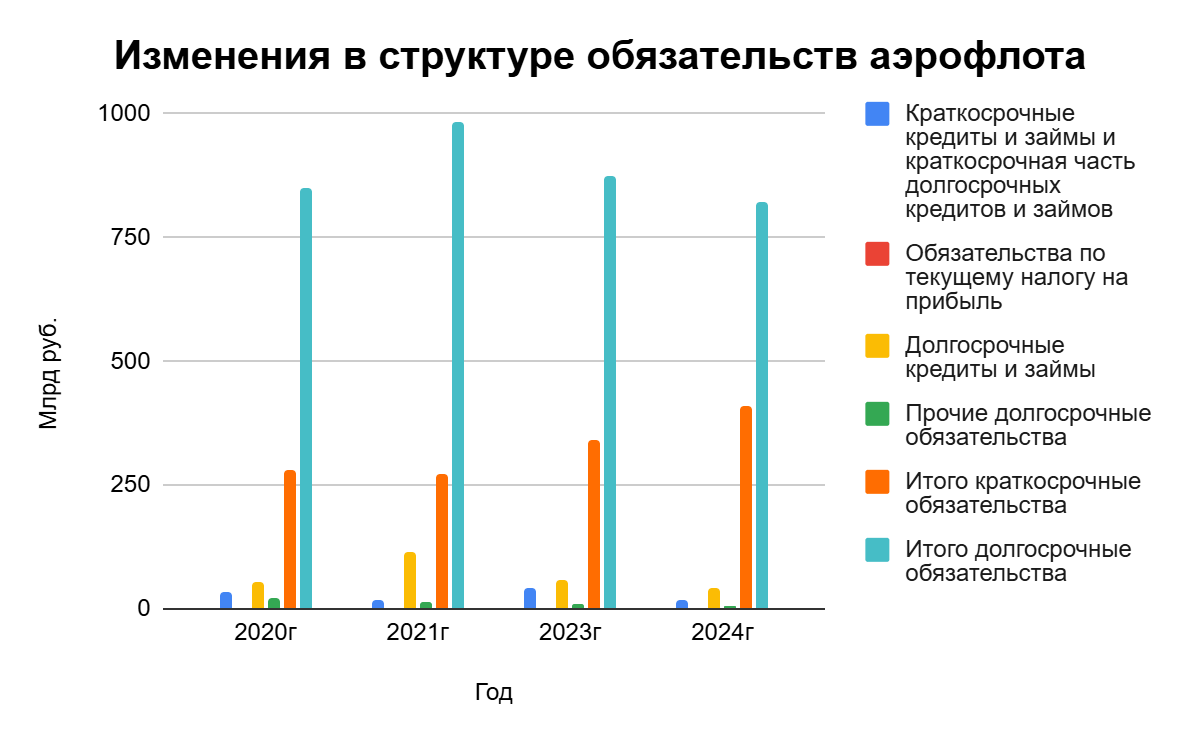 Изменения в структуре обязательств аэрофлота
Млрд руб.
1000
750
500
250
0
2020г
2021г
2023г
2024г
Год
Краткосрочные
кредиты и займы и
краткосрочная часть
долгосрочных
кредитов и займов
Обязательства по
текущему налогу на
прибыль
Долгосрочные
кредиты и займы
Прочие долгосрочные
обязательства
Итого краткосрочные
обязательства
Итого долгосрочные
обязательства